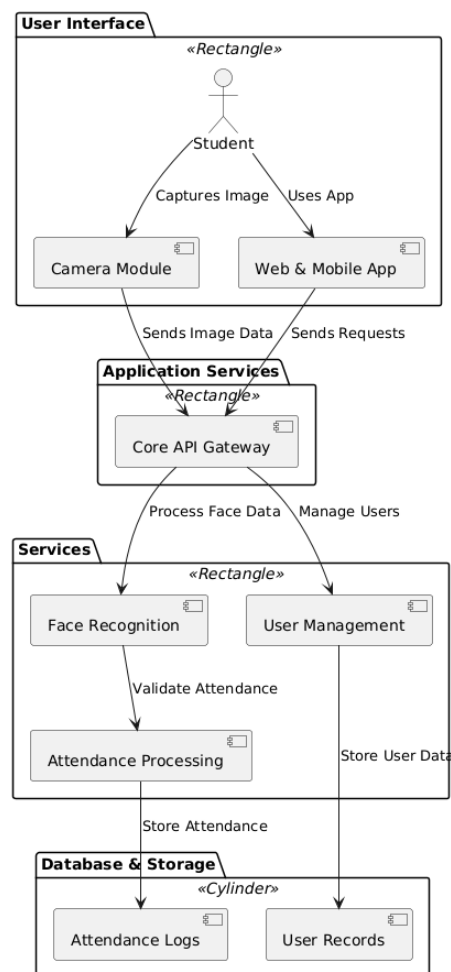 User Interface
«Rectangle»
Student
Captures Image
Uses App
Camera Module
Web & Mobile App
Sends Image Data
Sends Requests
Application Services
«Rectangle»
Core API Gateway
Process Face Data
Manage Users
Services
«Rectangle»
Face Recognition
User Management
Validate Attendance
Attendance Processing
Store User Data
Store Attendance
Database & Storage
«Cylinder»
Attendance Logs
User Records